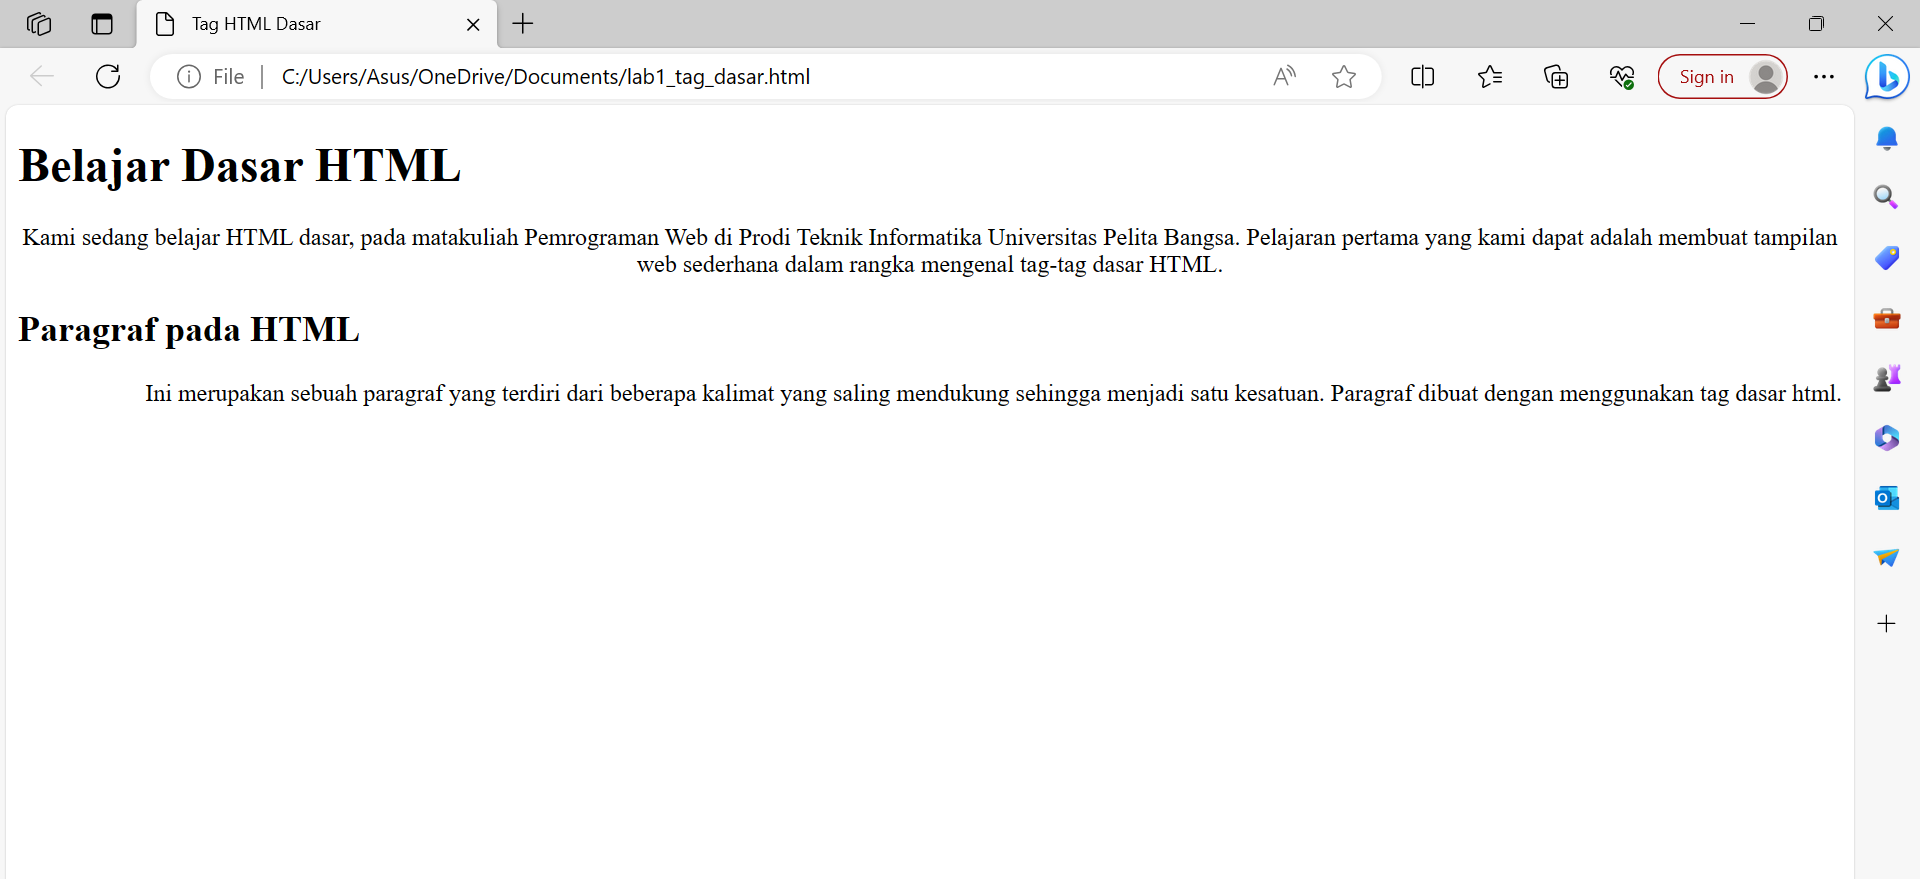 Tag HTML Dasar
File
C:/Users/Asus/OneDrive/Documents/lab1_tag_dasar.html
Sign in
Belajar Dasar HTML
Kami sedang belajar HTML dasar, pada matakuliah Pemrograman Web di Prodi Teknik Informatika Universitas Pelita Bangsa. Pelajaran pertama yang kami dapat adalah membuat tampilan
web sederhana dalam rangka mengenal tag-tag dasar HTML.
Paragraf pada HTML
Ini merupakan sebuah paragraf yang terdiri dari beberapa kalimat yang saling mendukung sehingga menjadi satu kesatuan. Paragraf dibuat dengan menggunakan tag dasar html.